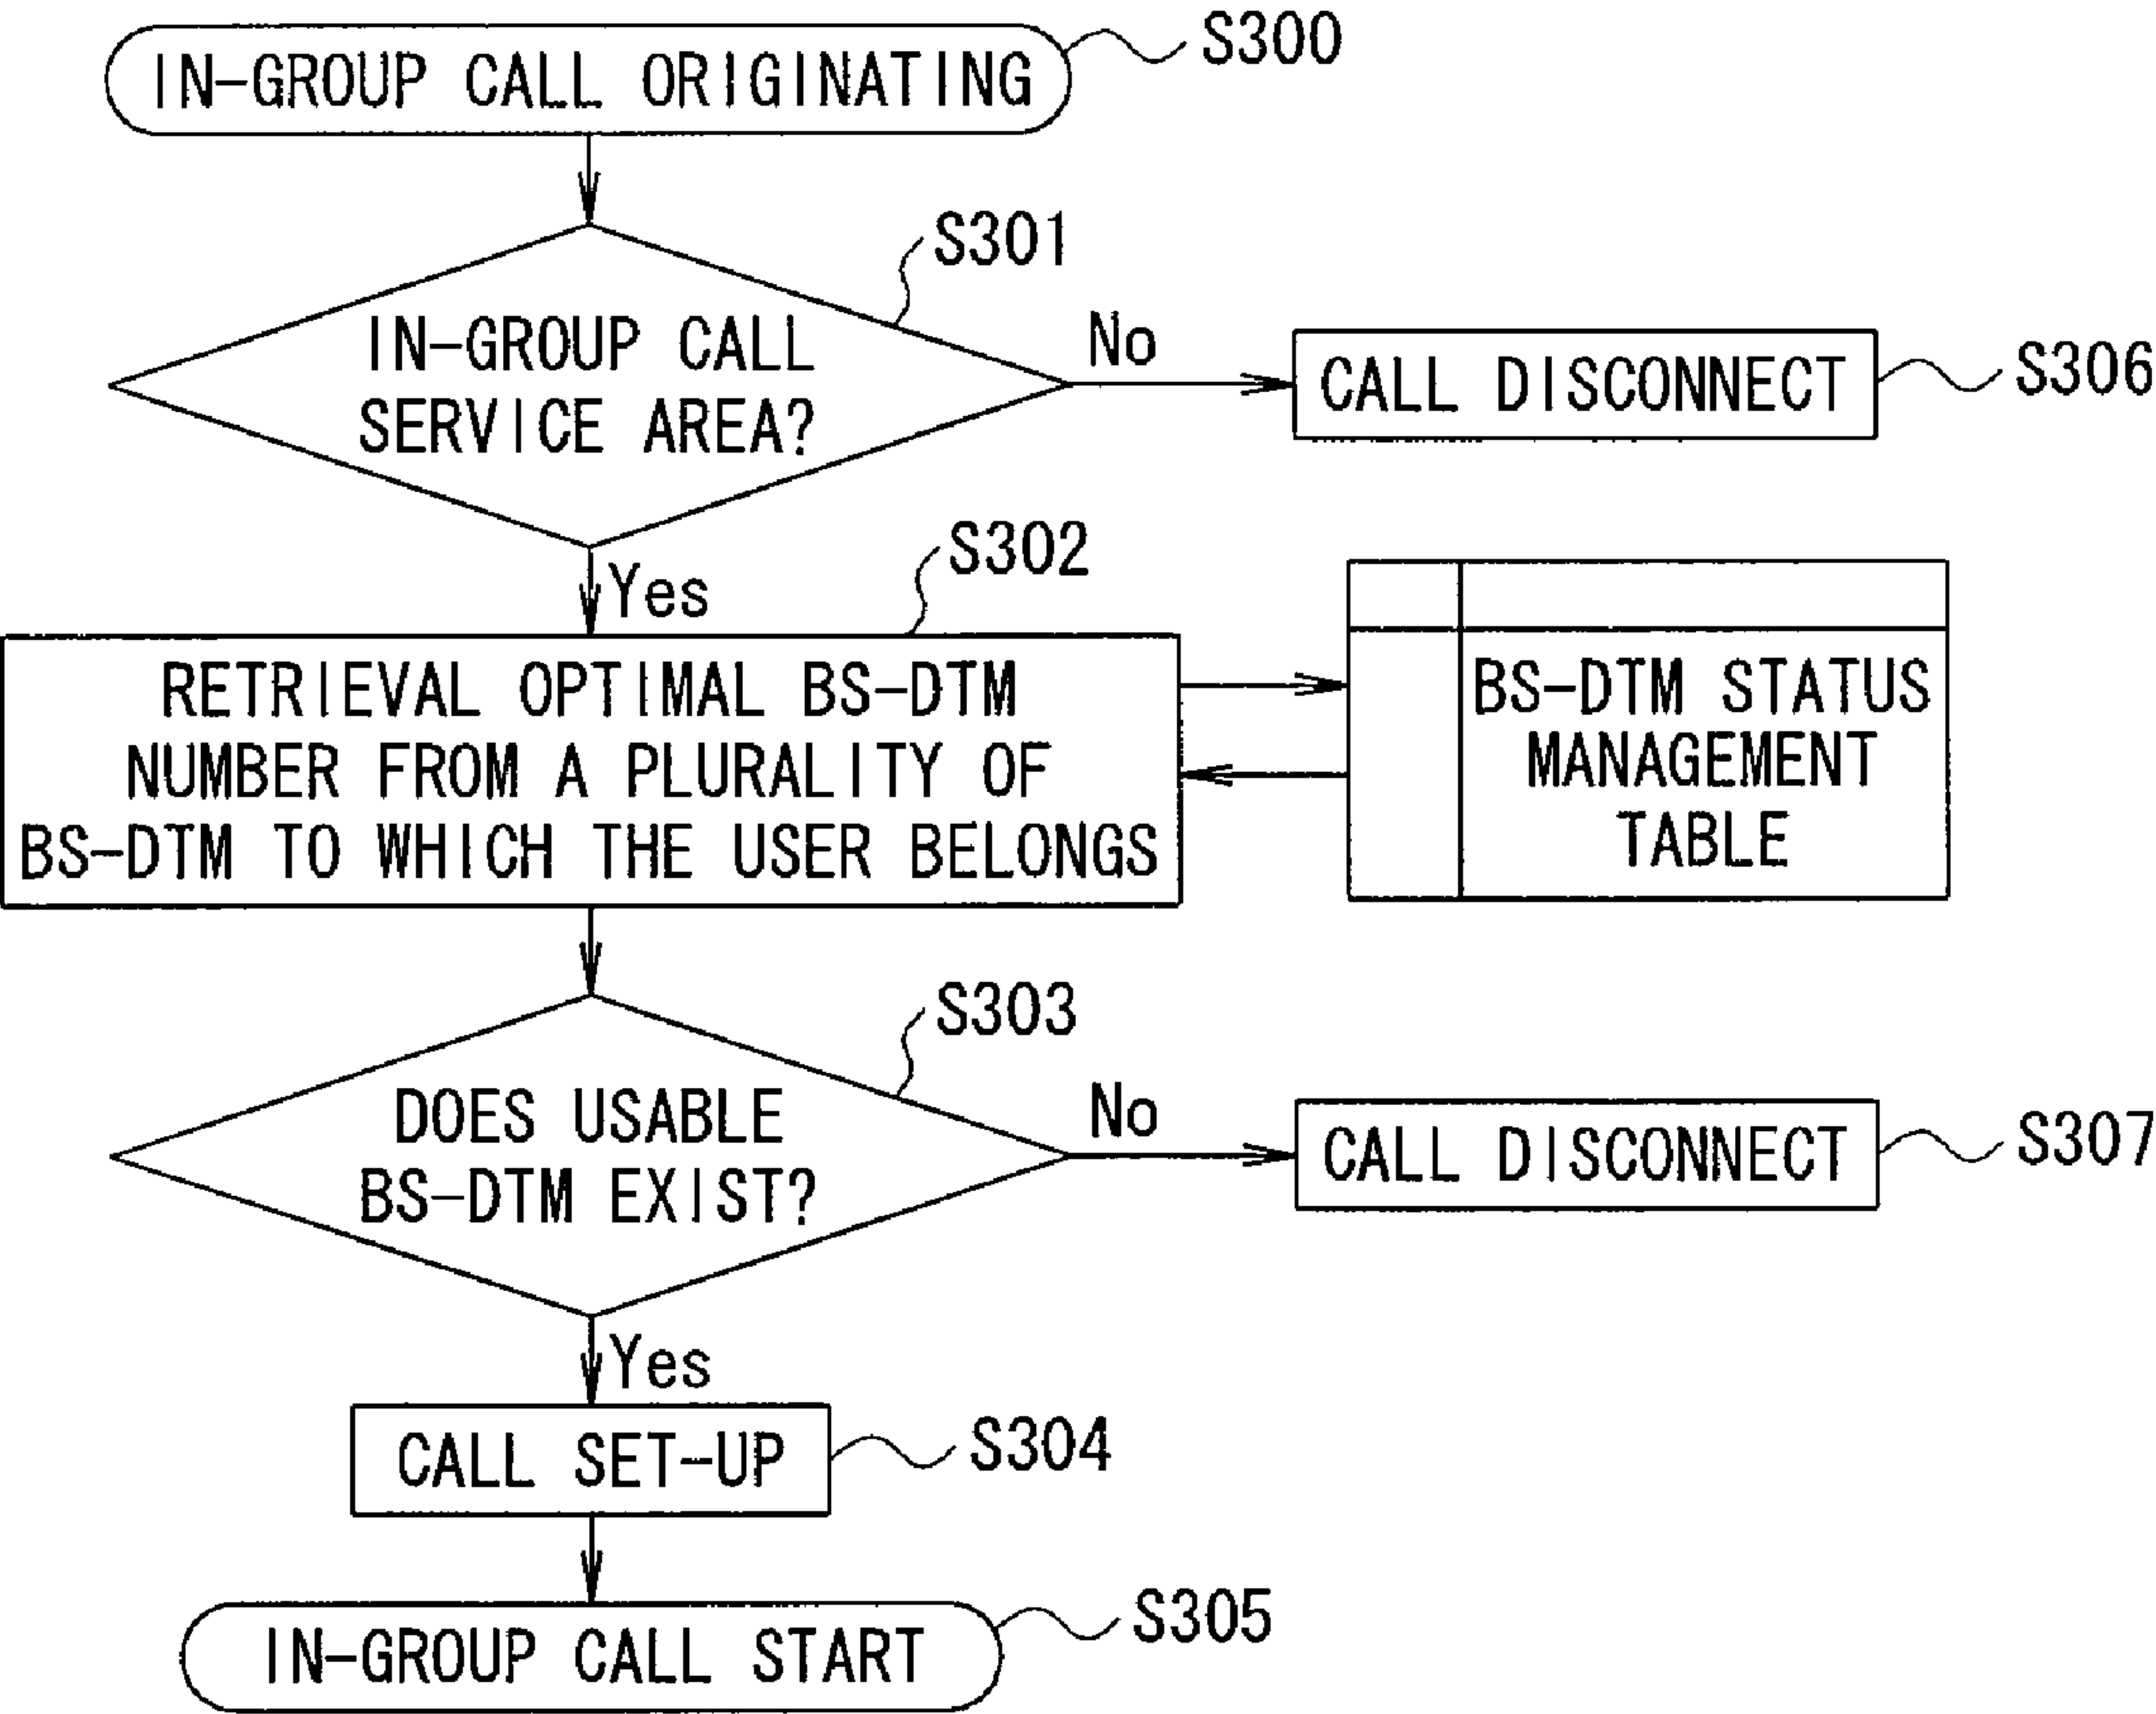 IN-GROUP CALL ORIGINATING
S300
S301
IN-GROUP CALL
SERVICE AREA?
No
CALL DISCONNECT
S306
Yes
S302
RETRIEVAL OPTIMAL BS-DTM
NUMBER FROM A PLURALITY OF
BS-DTM TO WHICH THE USER BELONGS
BS-DTM STATUS
MANAGEMENT
TABLE
S303
DOES USABLE
BS-DTM EXIST?
No
CALL DISCONNECT
S307
Yes
CALL SET-UP
S304
IN-GROUP CALL START
S305